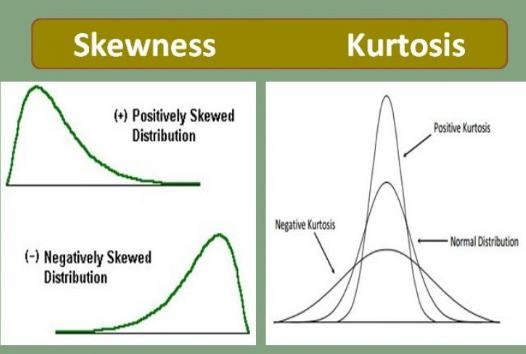 Skewness
Kurtosis
(+) Positively Skewed
Distribution
(-) Negatively Skewed
Distribution
Positive Kurtosis
Negative Kurtosis
Normal Distribution